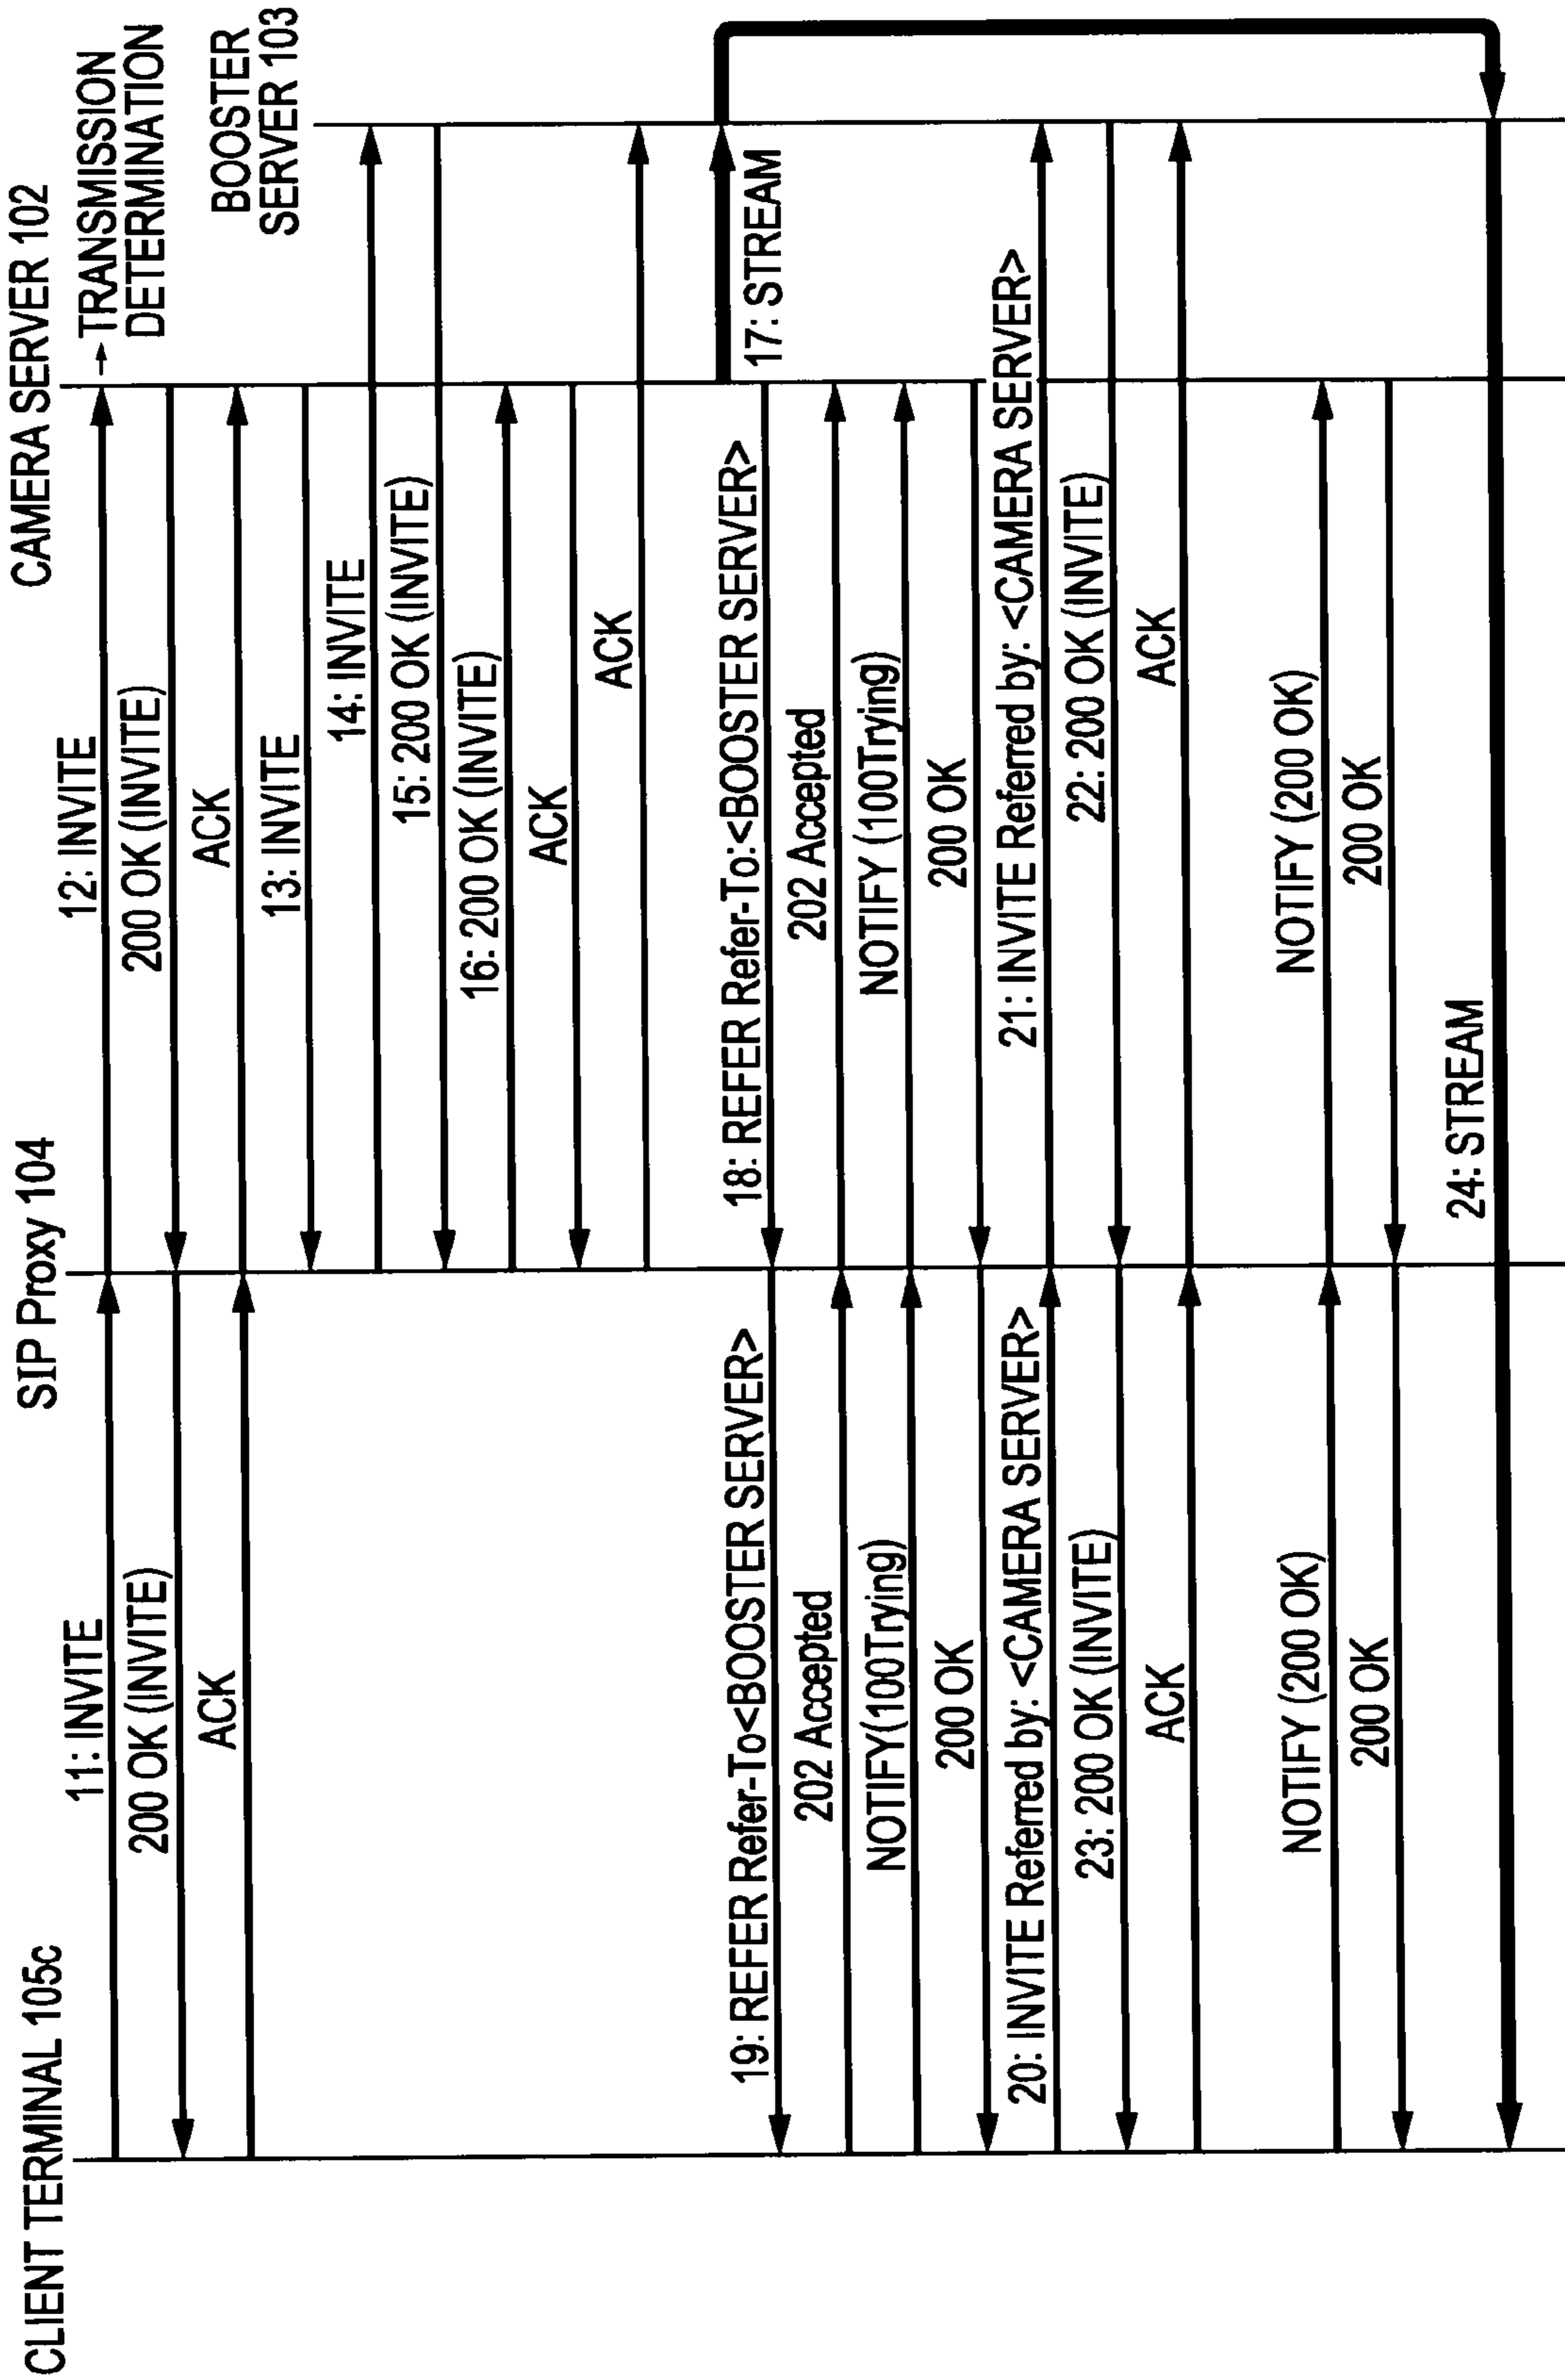 CLIENT TERMINAL 105c
SIP Proxy 104
CAMERA SERVER 102
TRANSMISSION
DETERMINATION
BOOSTER
SERVER 103
11: INVITE
12: INVITE
200 OK (INVITE)
200 OK (INVITE)
ACK
ACK
13: INVITE
14: INVITE
15: 200 OK (INVITE)
16: 200 OK (INVITE)
ACK
ACK
17: STREAM
18: REFER Refer-To:<BOOSTER SERVER>
19: REFER Refer-To<BOOSTER SERVER>
202 Accepted
202 Accepted
NOTIFY(100Trying)
NOTIFY (100Trying)
200 OK
200 OK
20: INVITE Referred by: <CAMERA SERVER>
21: INVITE Referred by: <CAMERA SERVER>
22: 200 OK (INVITE)
23: 200 OK (INVITE)
ACK
ACK
NOTIFY (200 OK)
NOTIFY (200 OK)
200 OK
200 OK
24: STREAM